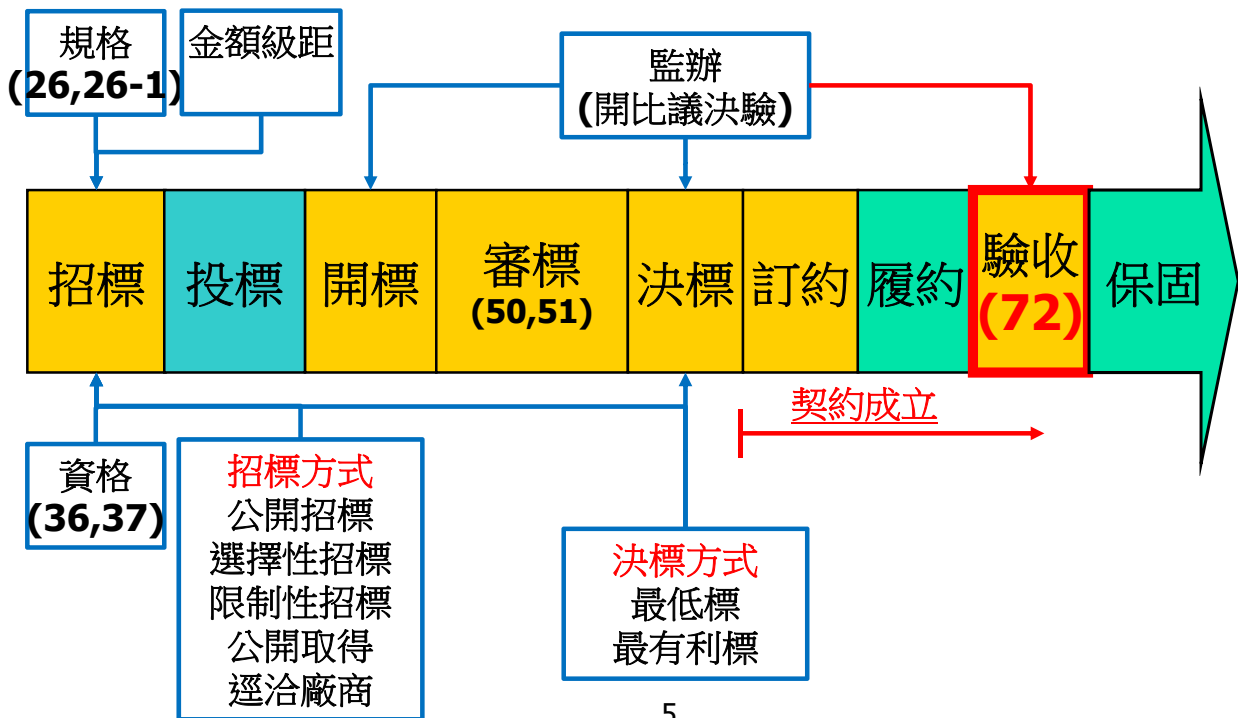 規格
(26,26-1)
金額級距
監辦
(開比議決驗)
招標
投標
開標
審標
(50,51)
決標
訂約
履約
驗收
(72)
保固
契約成立
資格
(36,37)
招標方式
公開招標
選擇性招標
限制性招標
公開取得
逕洽廠商
決標方式
最低標
最有利標
5